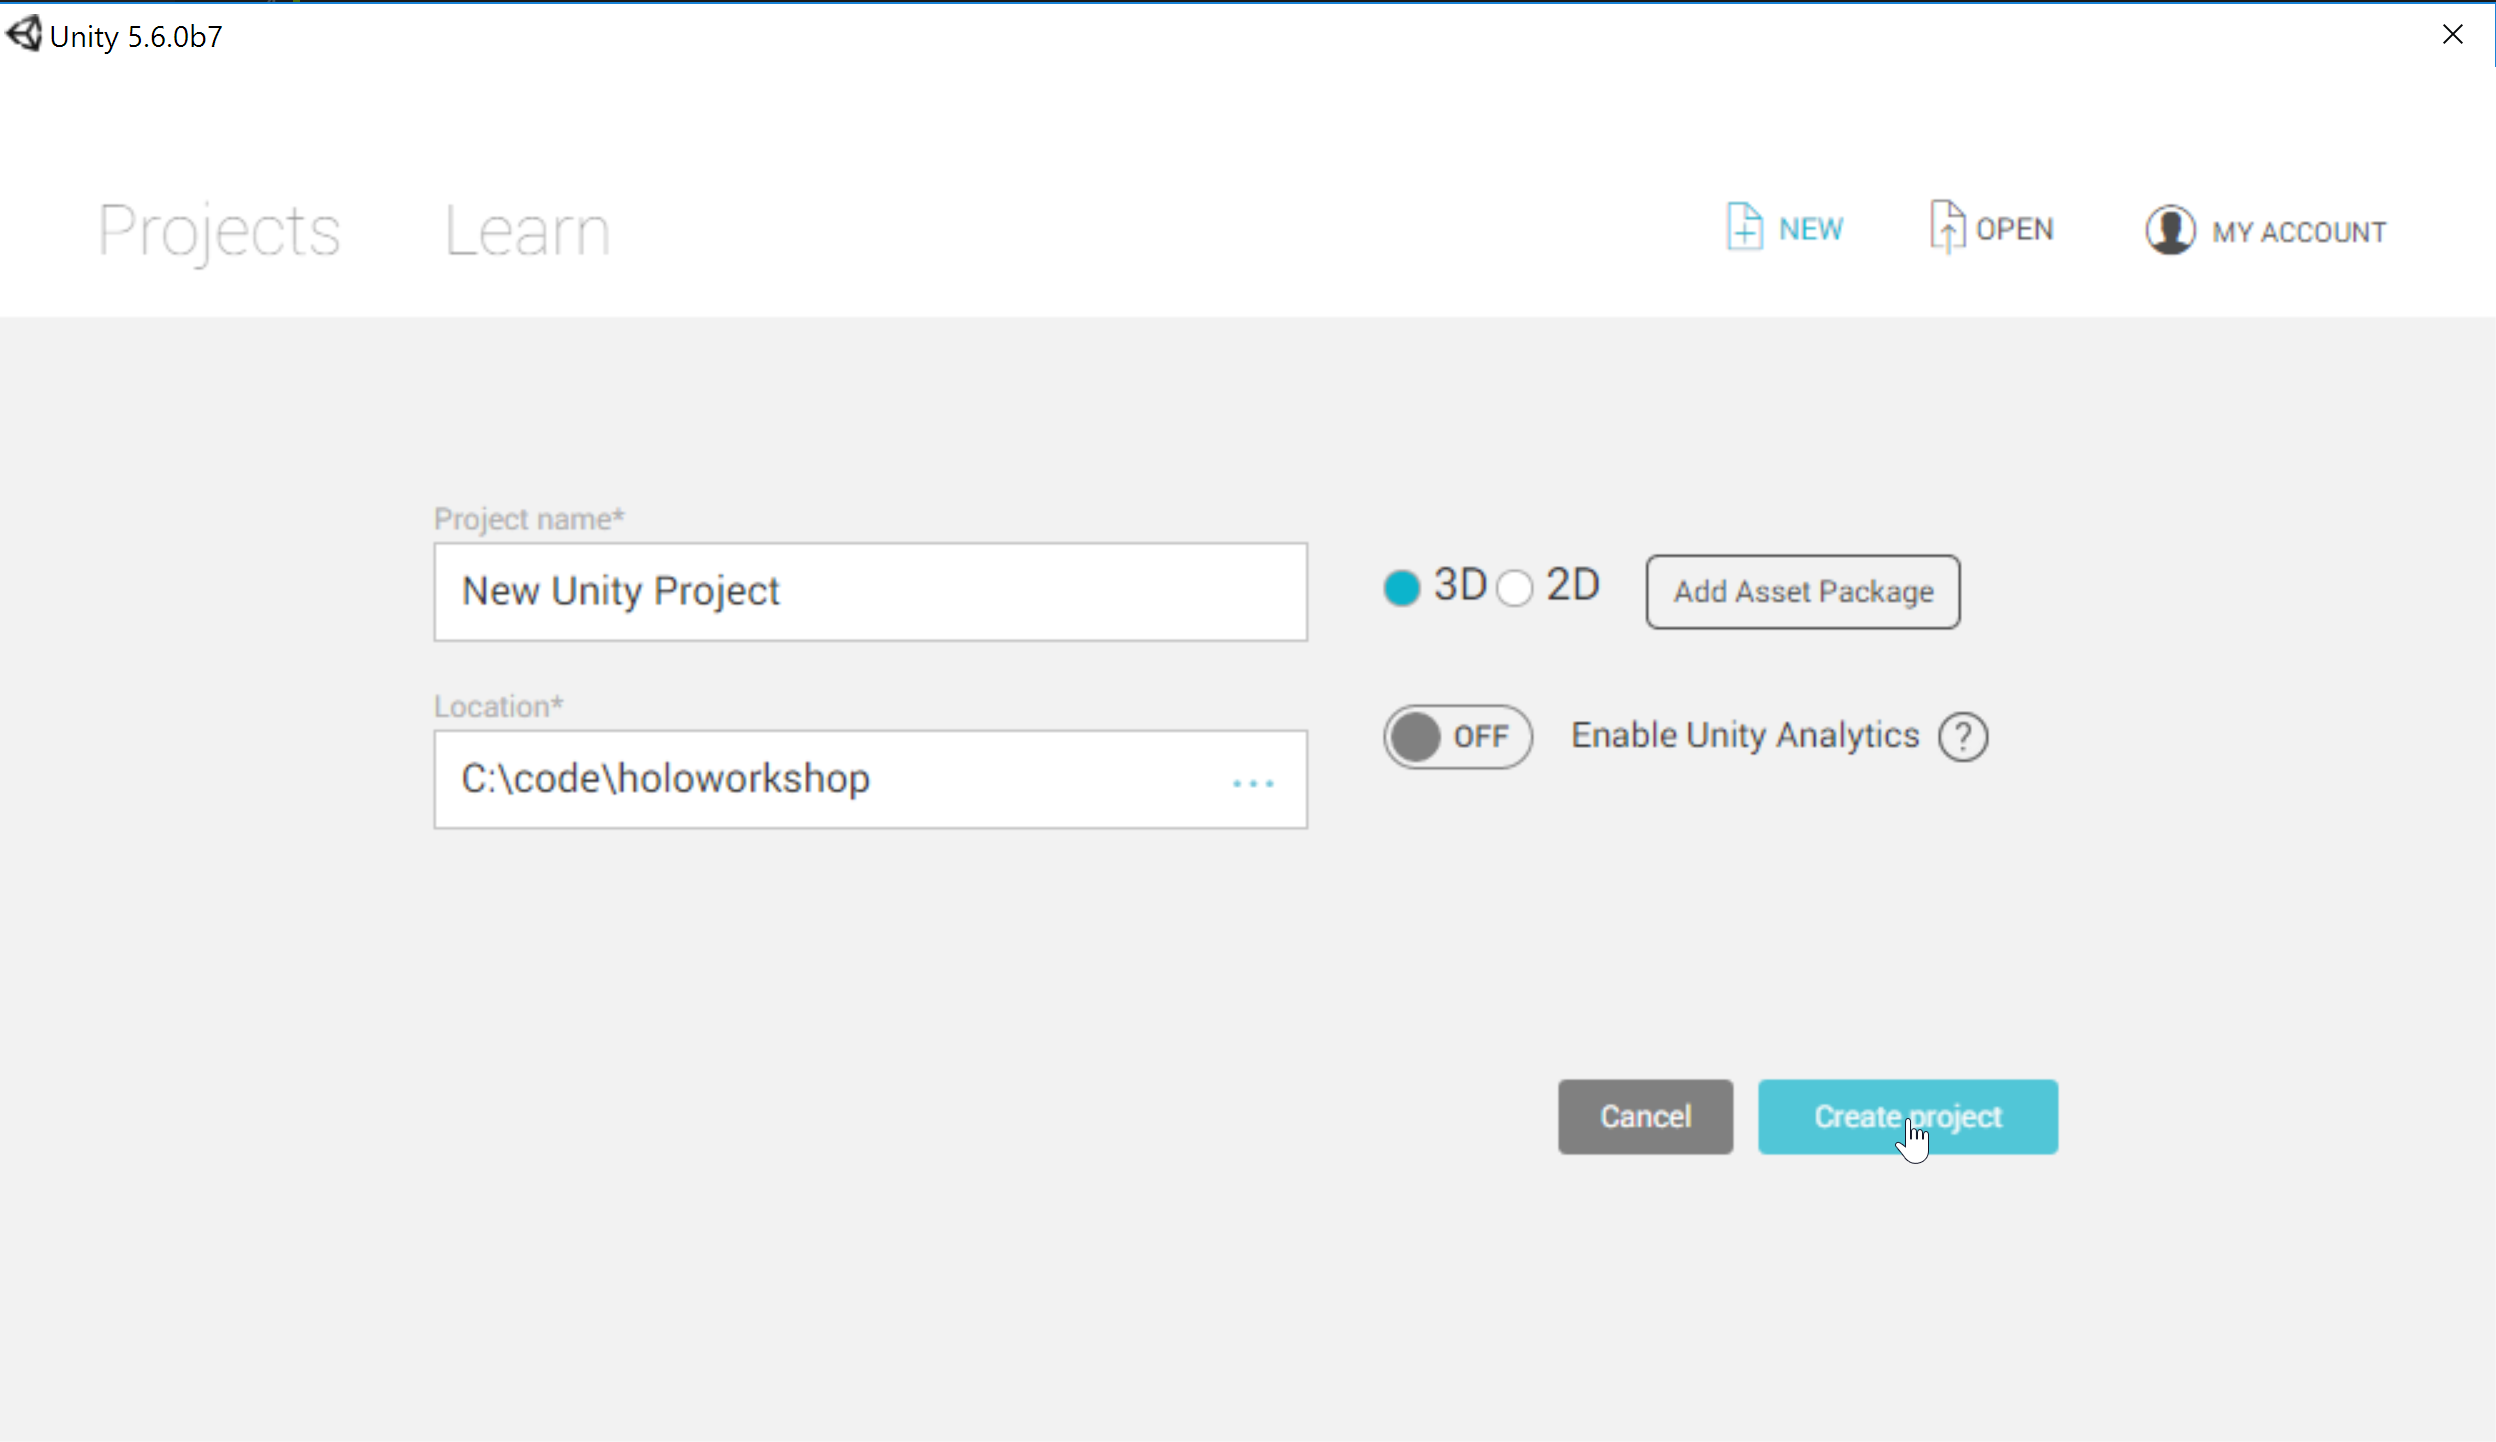 Unity 5.6.0b7
Projects Learn NEW OPEN MY ACCOUNT
Project name*
New Unity Project
3D 2D Add Asset Package
Location*
C:\code\holoworkshop ...
OFF Enable Unity Analytics ?
Cancel Create project